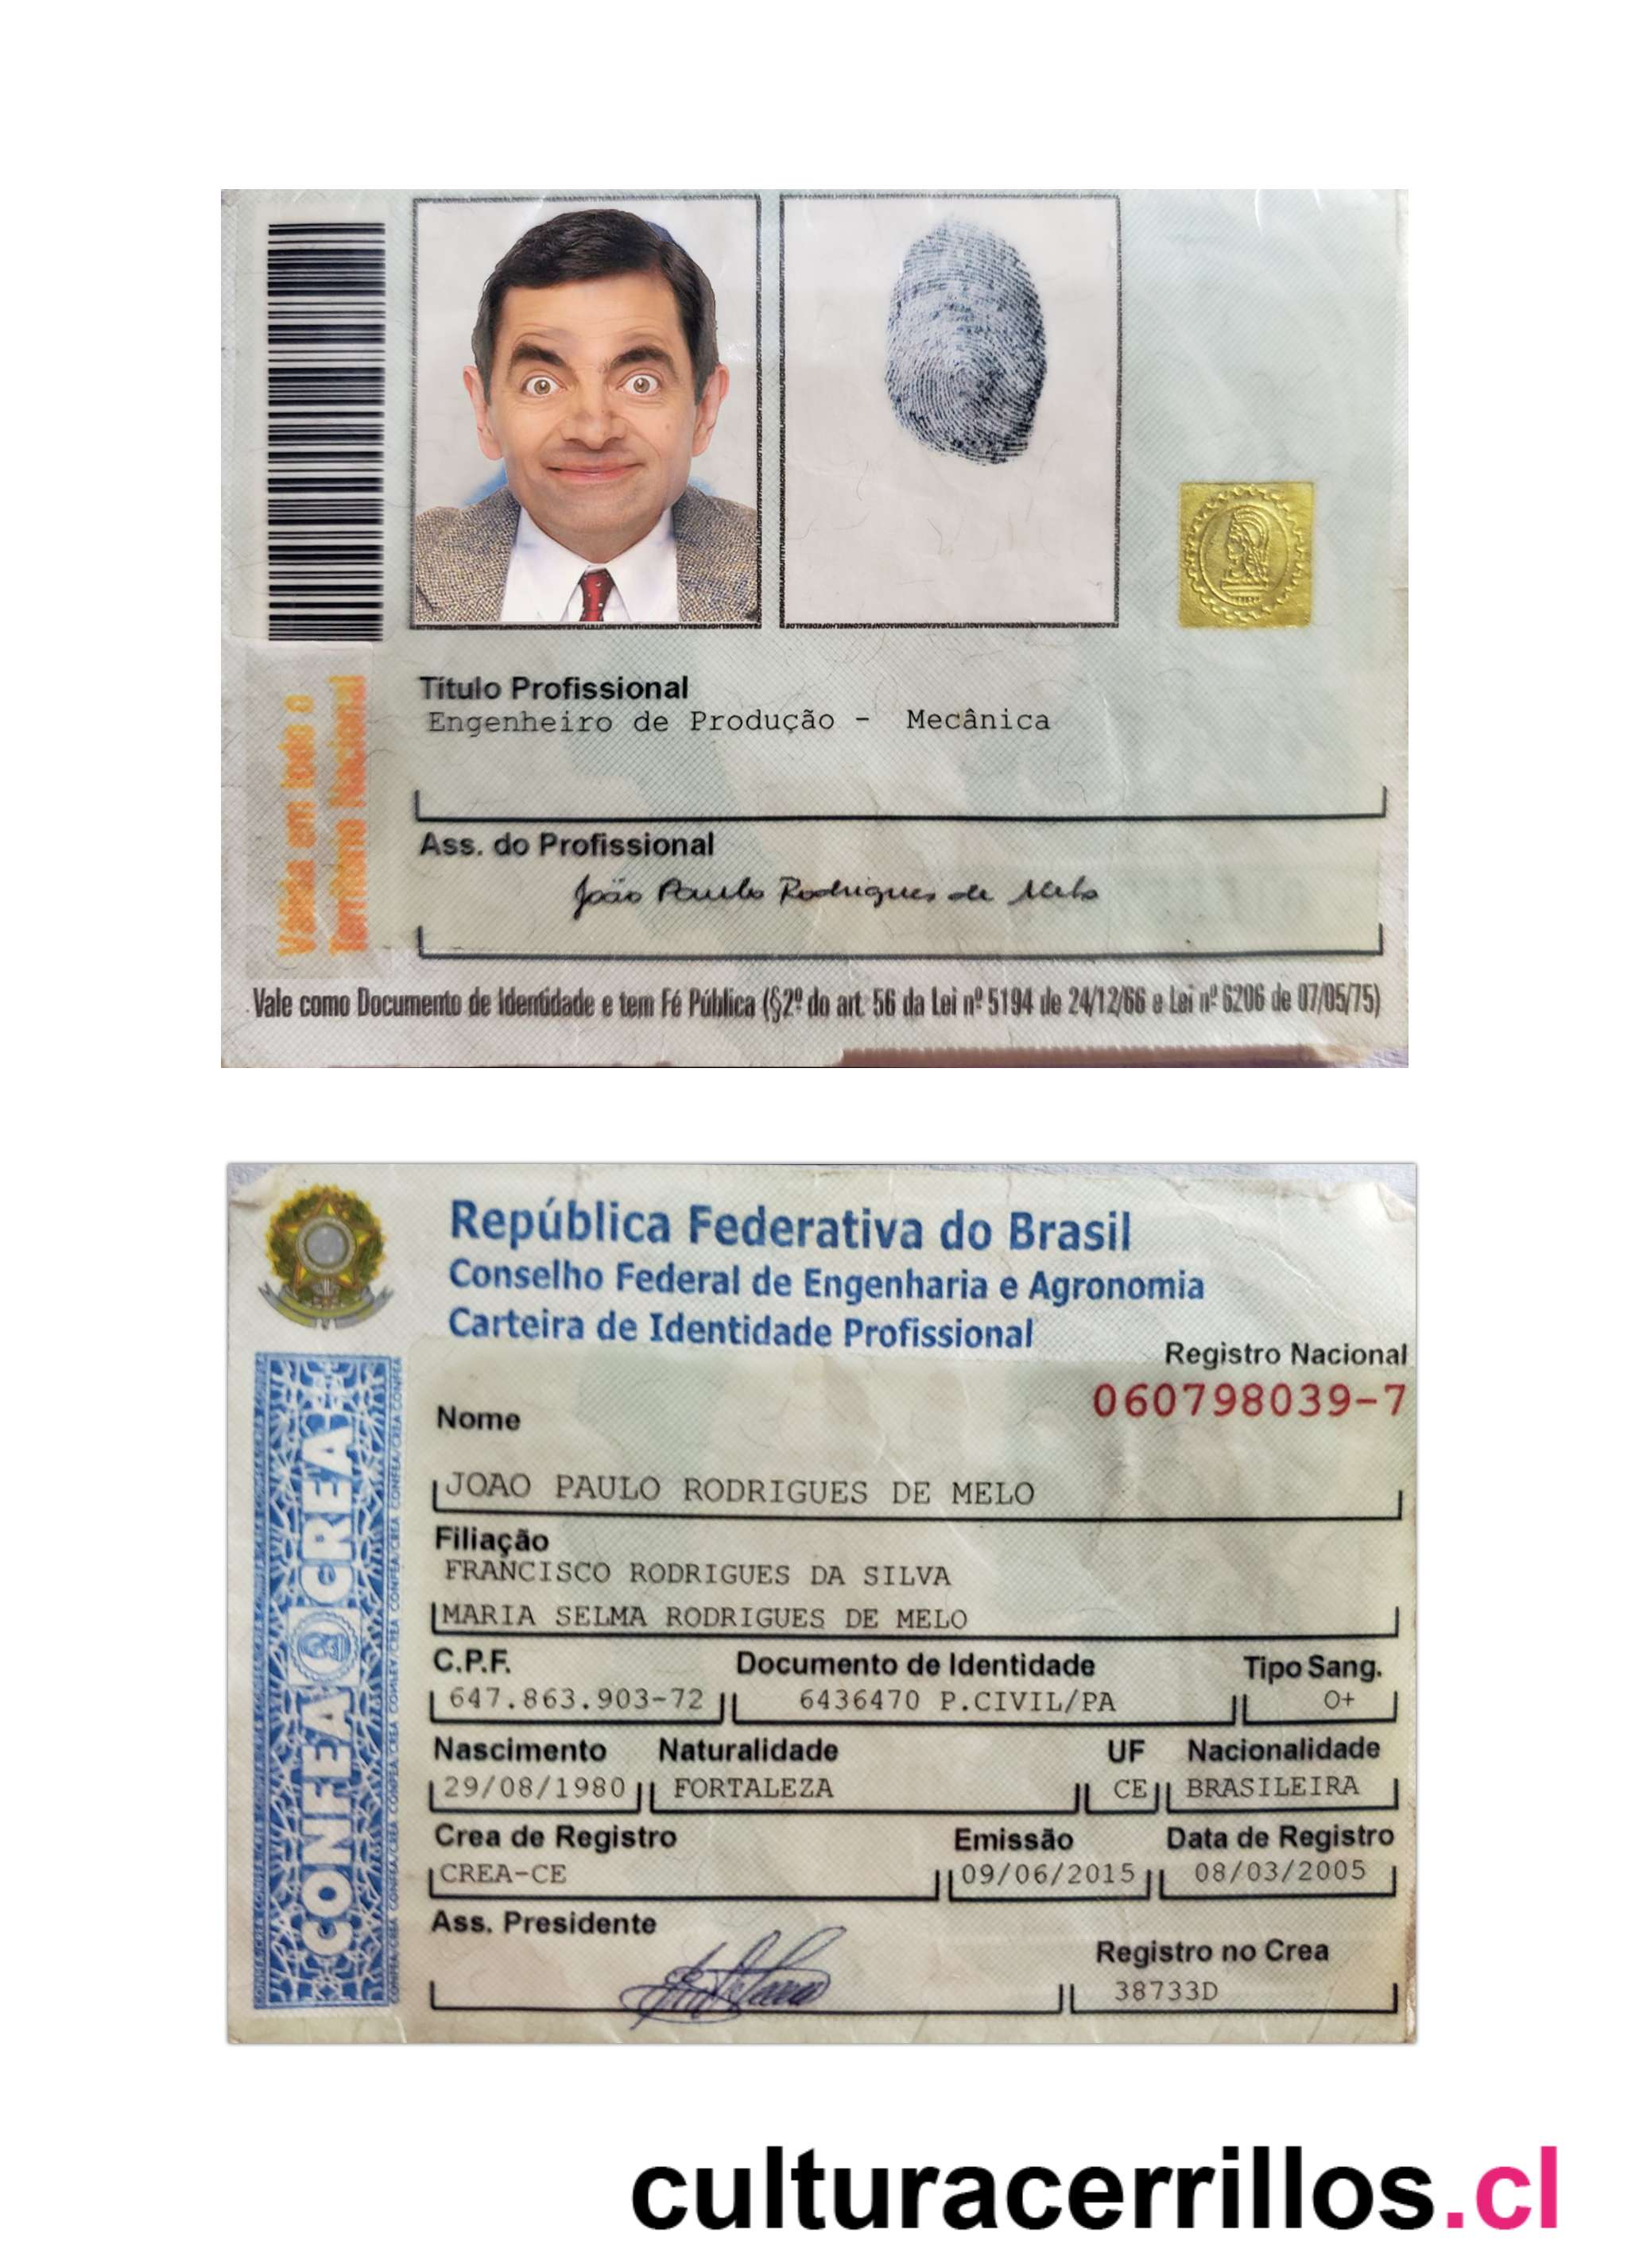 Válida em todo o
Território Nacional
Título Profissional
Engenheiro de Produção - Mecânica
Ass. do Profissional
João Paulo Rodrigues de Melo
Vale como Documento de Identidade e tem Fé Pública (§2º do art. 56 da Lei nº 5194 de 24/12/66 e Lei nº 6206 de 07/05/75)
República Federativa do Brasil
Conselho Federal de Engenharia e Agronomia
Carteira de Identidade Profissional
Registro Nacional
060798039-7
Nome
JOAO PAULO RODRIGUES DE MELO
Filiação
FRANCISCO RODRIGUES DA SILVA
MARIA SELMA RODRIGUES DE MELO
C.P.F. Documento de Identidade Tipo Sang.
647.863.903-72 6436470 P.CIVIL/PA O+
Nascimento Naturalidade UF Nacionalidade
29/08/1980 FORTALEZA CE BRASILEIRA
Crea de Registro Emissão Data de Registro
CREA-CE 09/06/2015 08/03/2005
Ass. Presidente
Registro no Crea
38733D
CONFEA CREA
culturacerrillos.cl